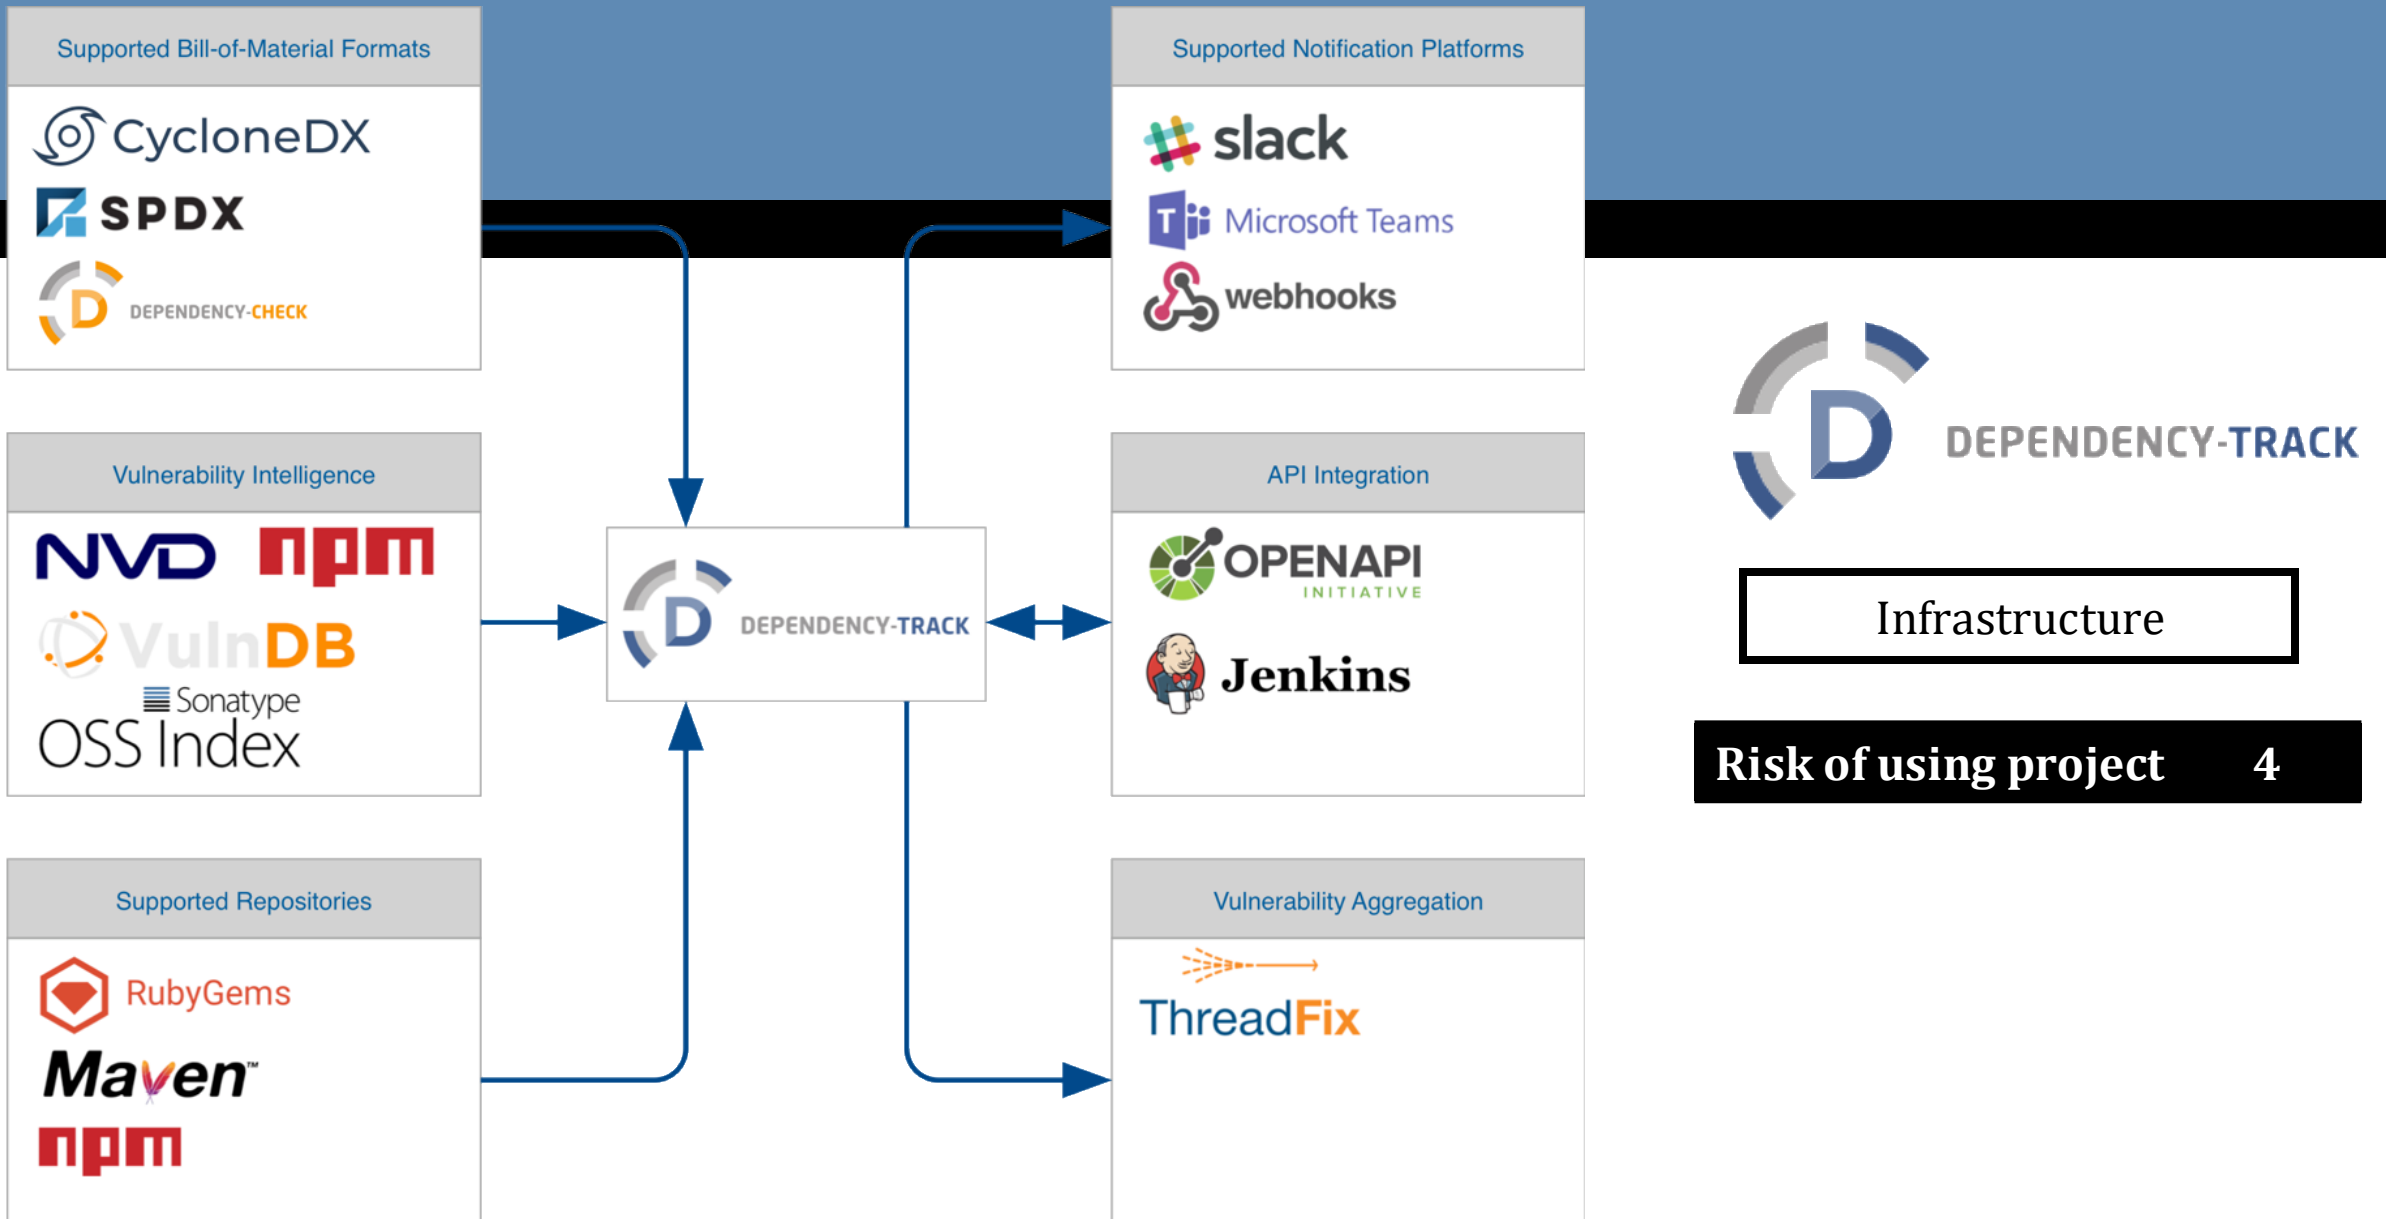 Supported Bill-of-Material Formats
CycloneDX
SPDX
D DEPENDENCY-CHECK
Vulnerability Intelligence
NVD npm
VulnDB
Sonatype
OSS Index
Supported Repositories
RubyGems
Maven™
npm
D DEPENDENCY-TRACK
Supported Notification Platforms
slack
T Microsoft Teams
webhooks
API Integration
OPENAPI
INITIATIVE
Jenkins
Vulnerability Aggregation
ThreadFix
D DEPENDENCY-TRACK
Infrastructure
Risk of using project 4